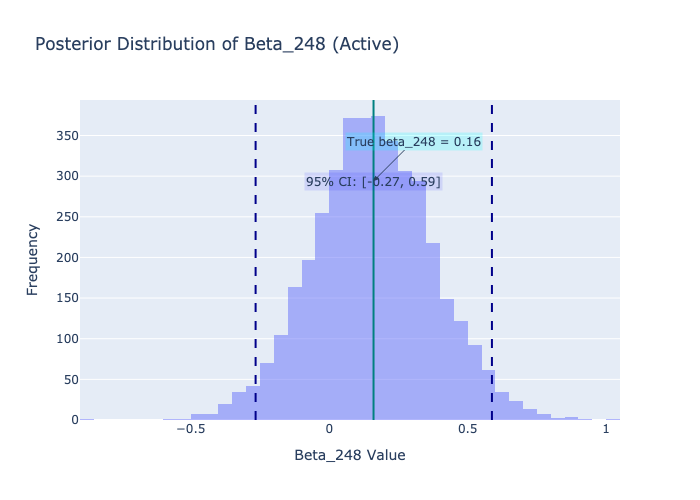 Posterior Distribution of Beta_248 (Active)
350
300
250
200
150
100
50
0
Frequency
True beta_248 = 0.16
95% CI: [-0.27, 0.59]
−0.5
0
0.5
1
Beta_248 Value